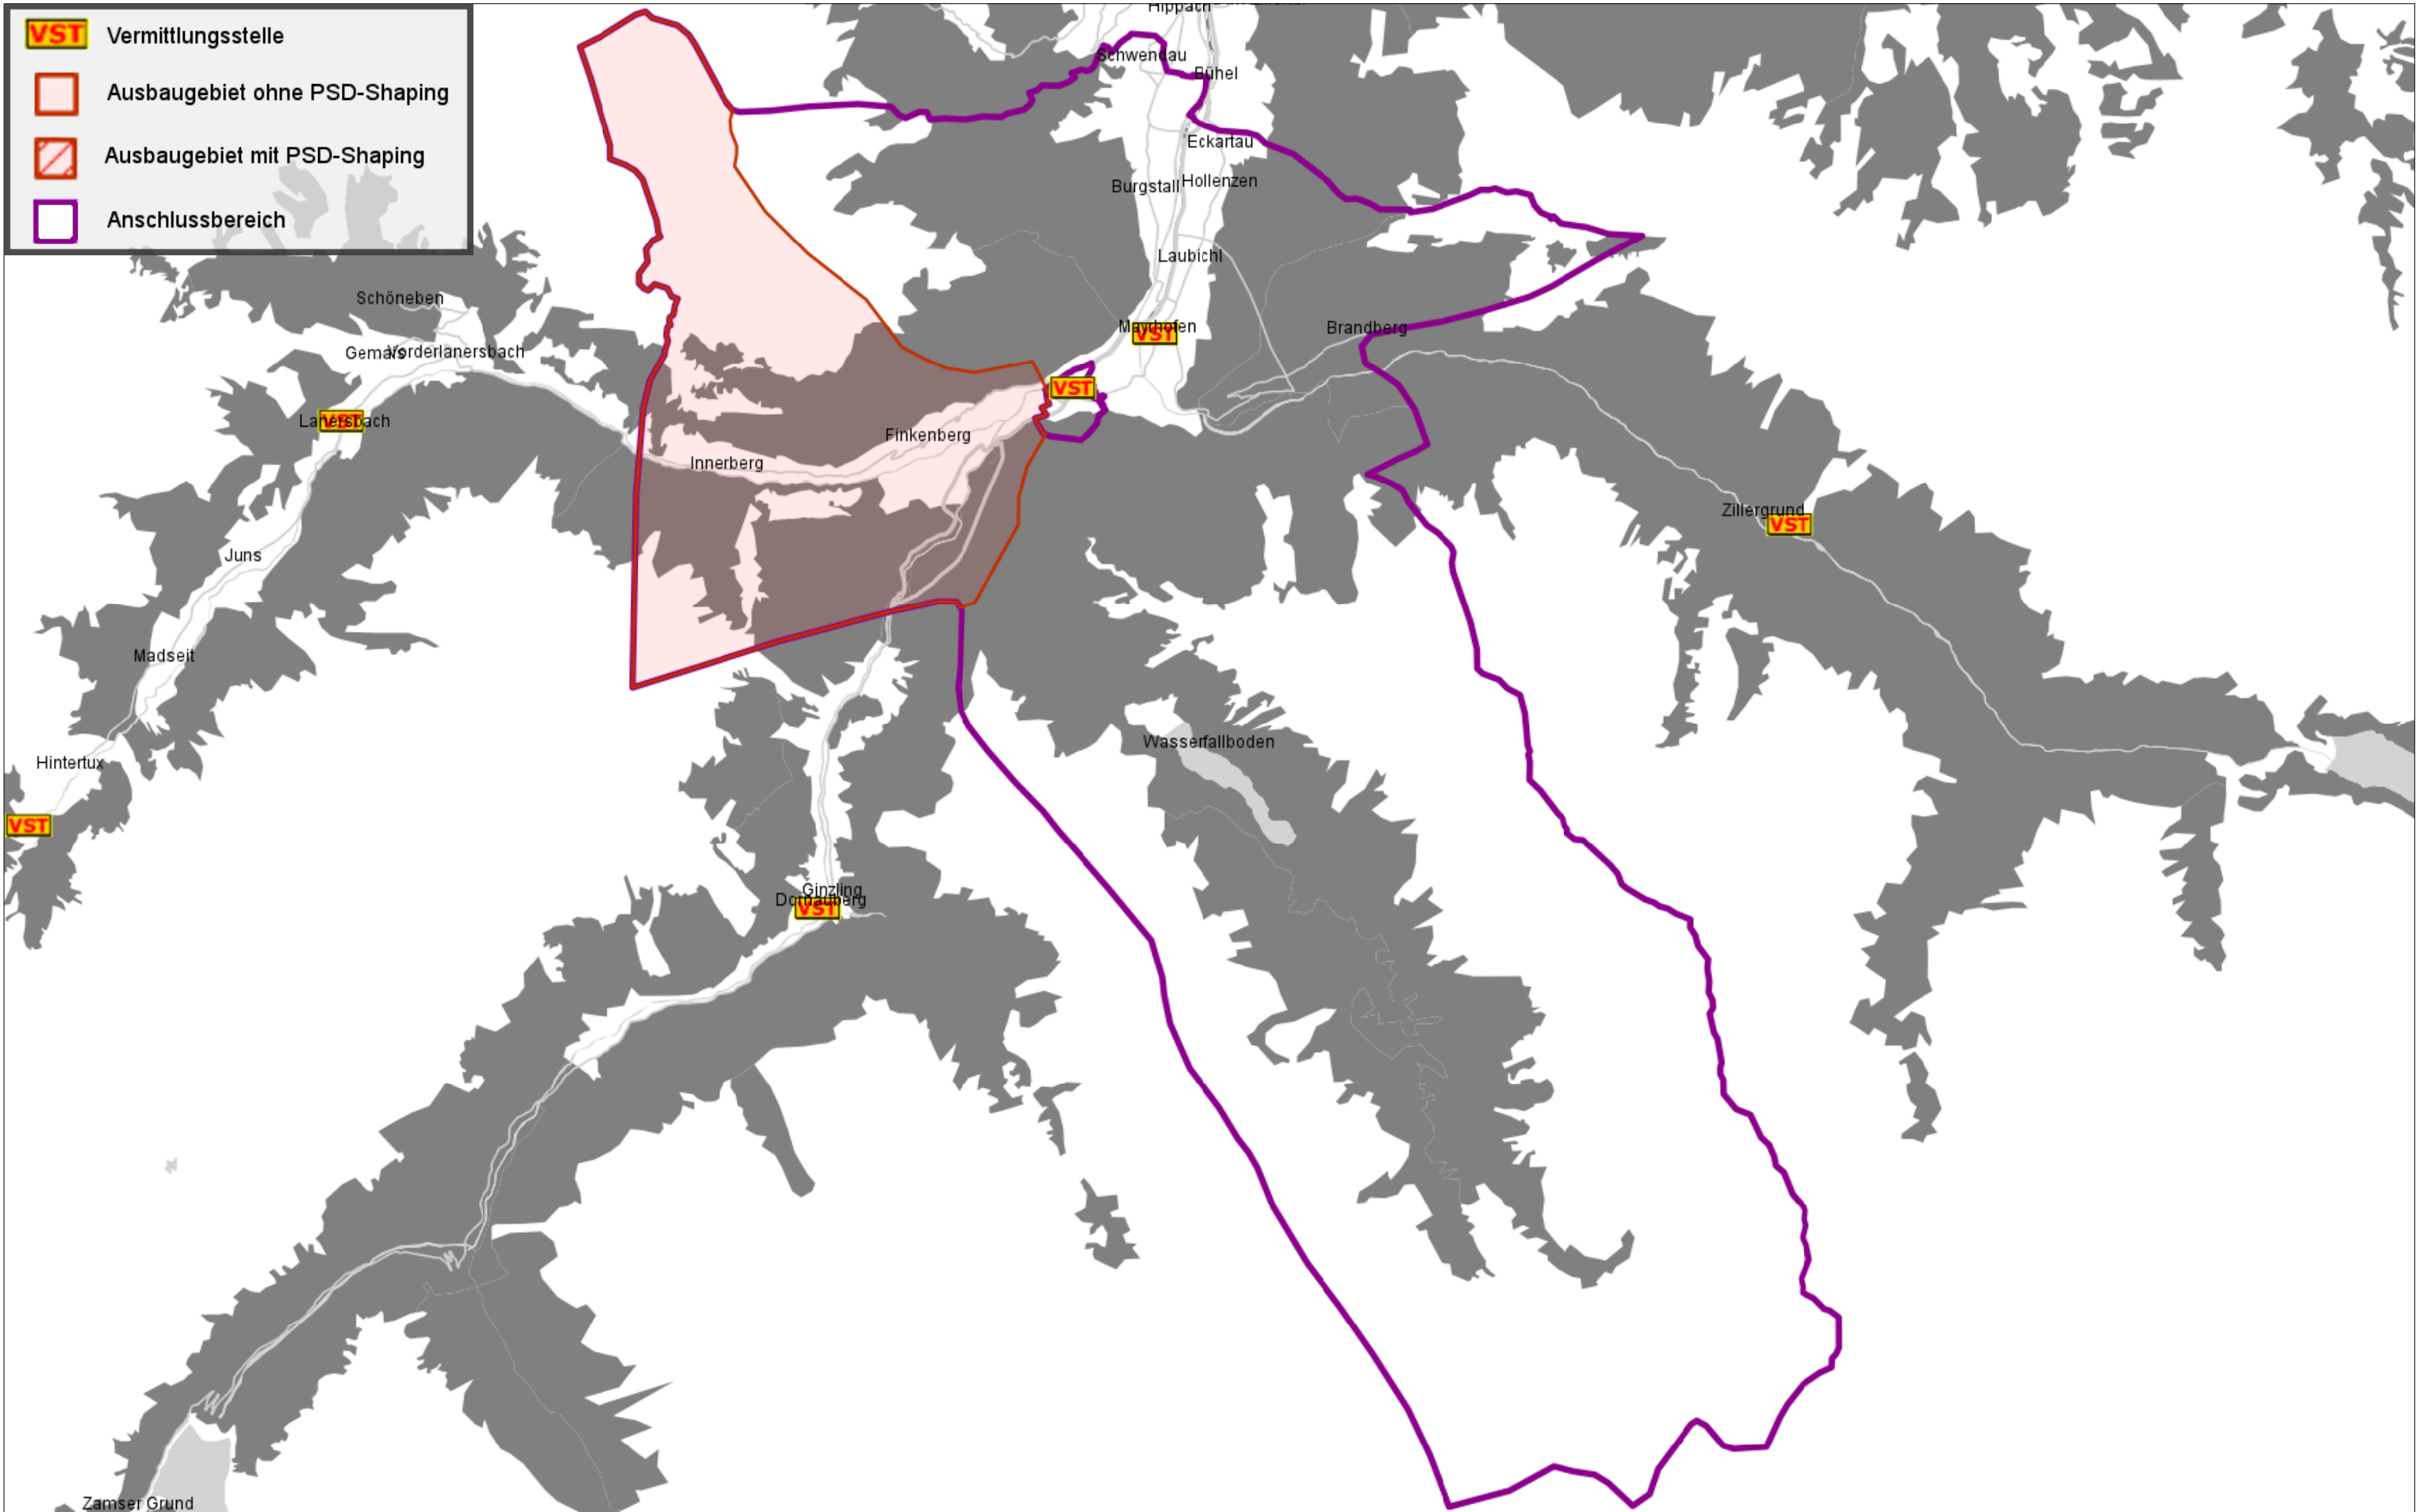 Hippach
Schwendau
VST Vermittlungsstelle
Bühel
Ausbaugebiet ohne PSD-Shaping
Eckartau
Ausbaugebiet mit PSD-Shaping
Burgstall
Hollenzen
Anschlussbereich
Laubichl
Schöneben
Mayrhofen
VST
Brandberg
Gemais
Vorderlanersbach
VST
Lanersbach
VST
Finkenberg
Innerberg
Zillergrund
VST
Juns
Madseit
Wasserfallboden
Hintertux
VST
Ginzling
Dornauberg
VST
Zamser Grund